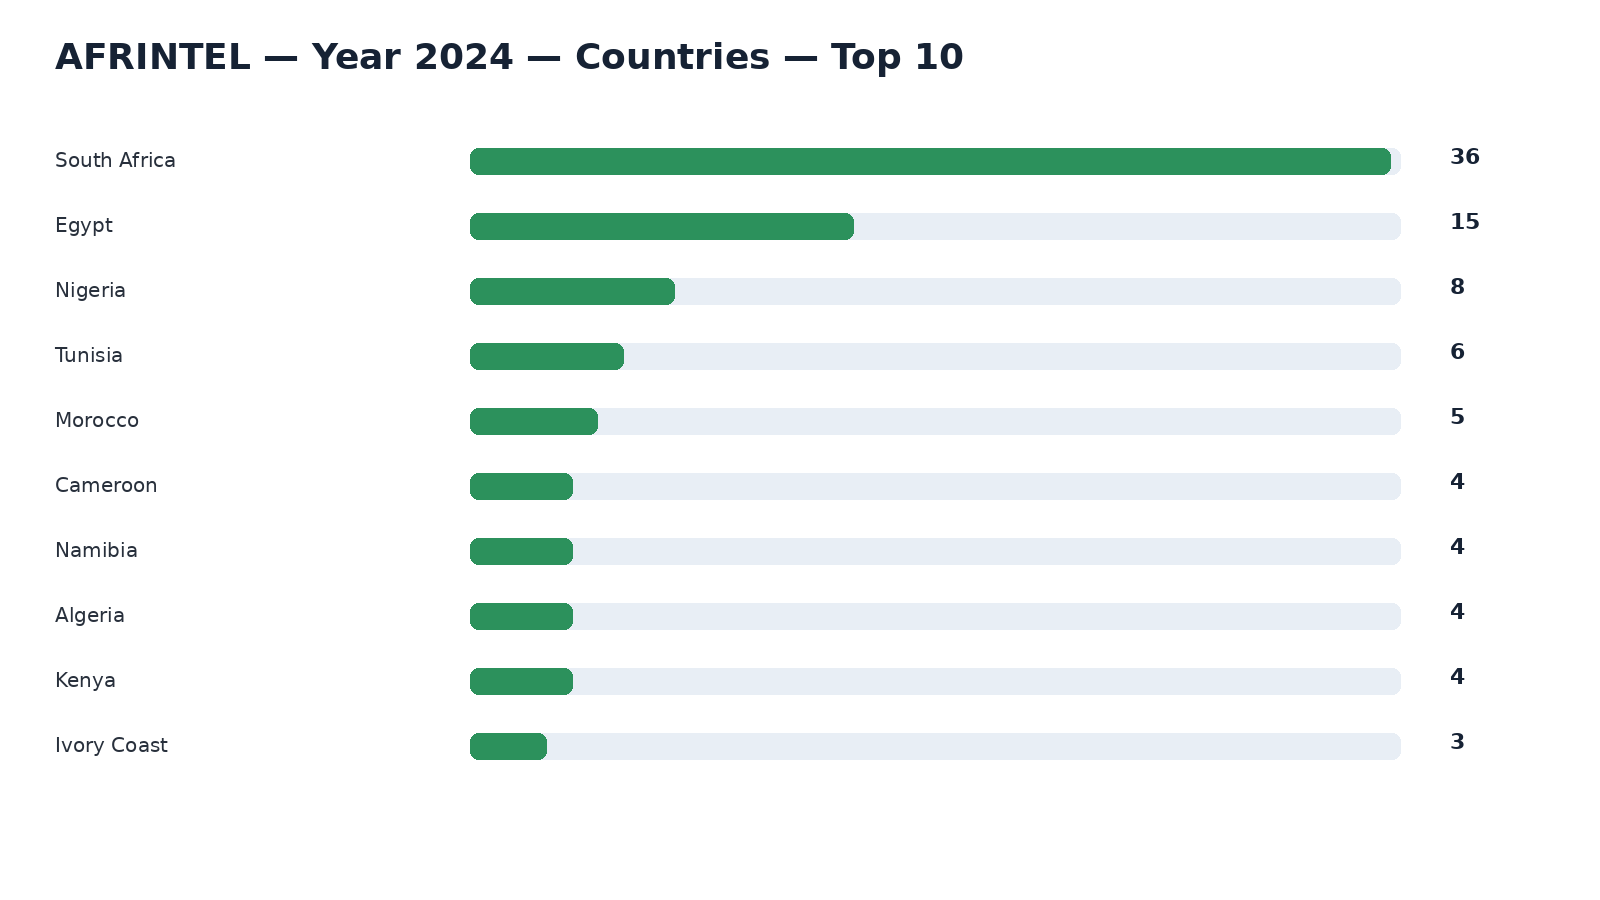 AFRINTEL — Year 2024 — Countries — Top 10
South Africa 36
Egypt 15
Nigeria 8
Tunisia 6
Morocco 5
Cameroon 4
Namibia 4
Algeria 4
Kenya 4
Ivory Coast 3